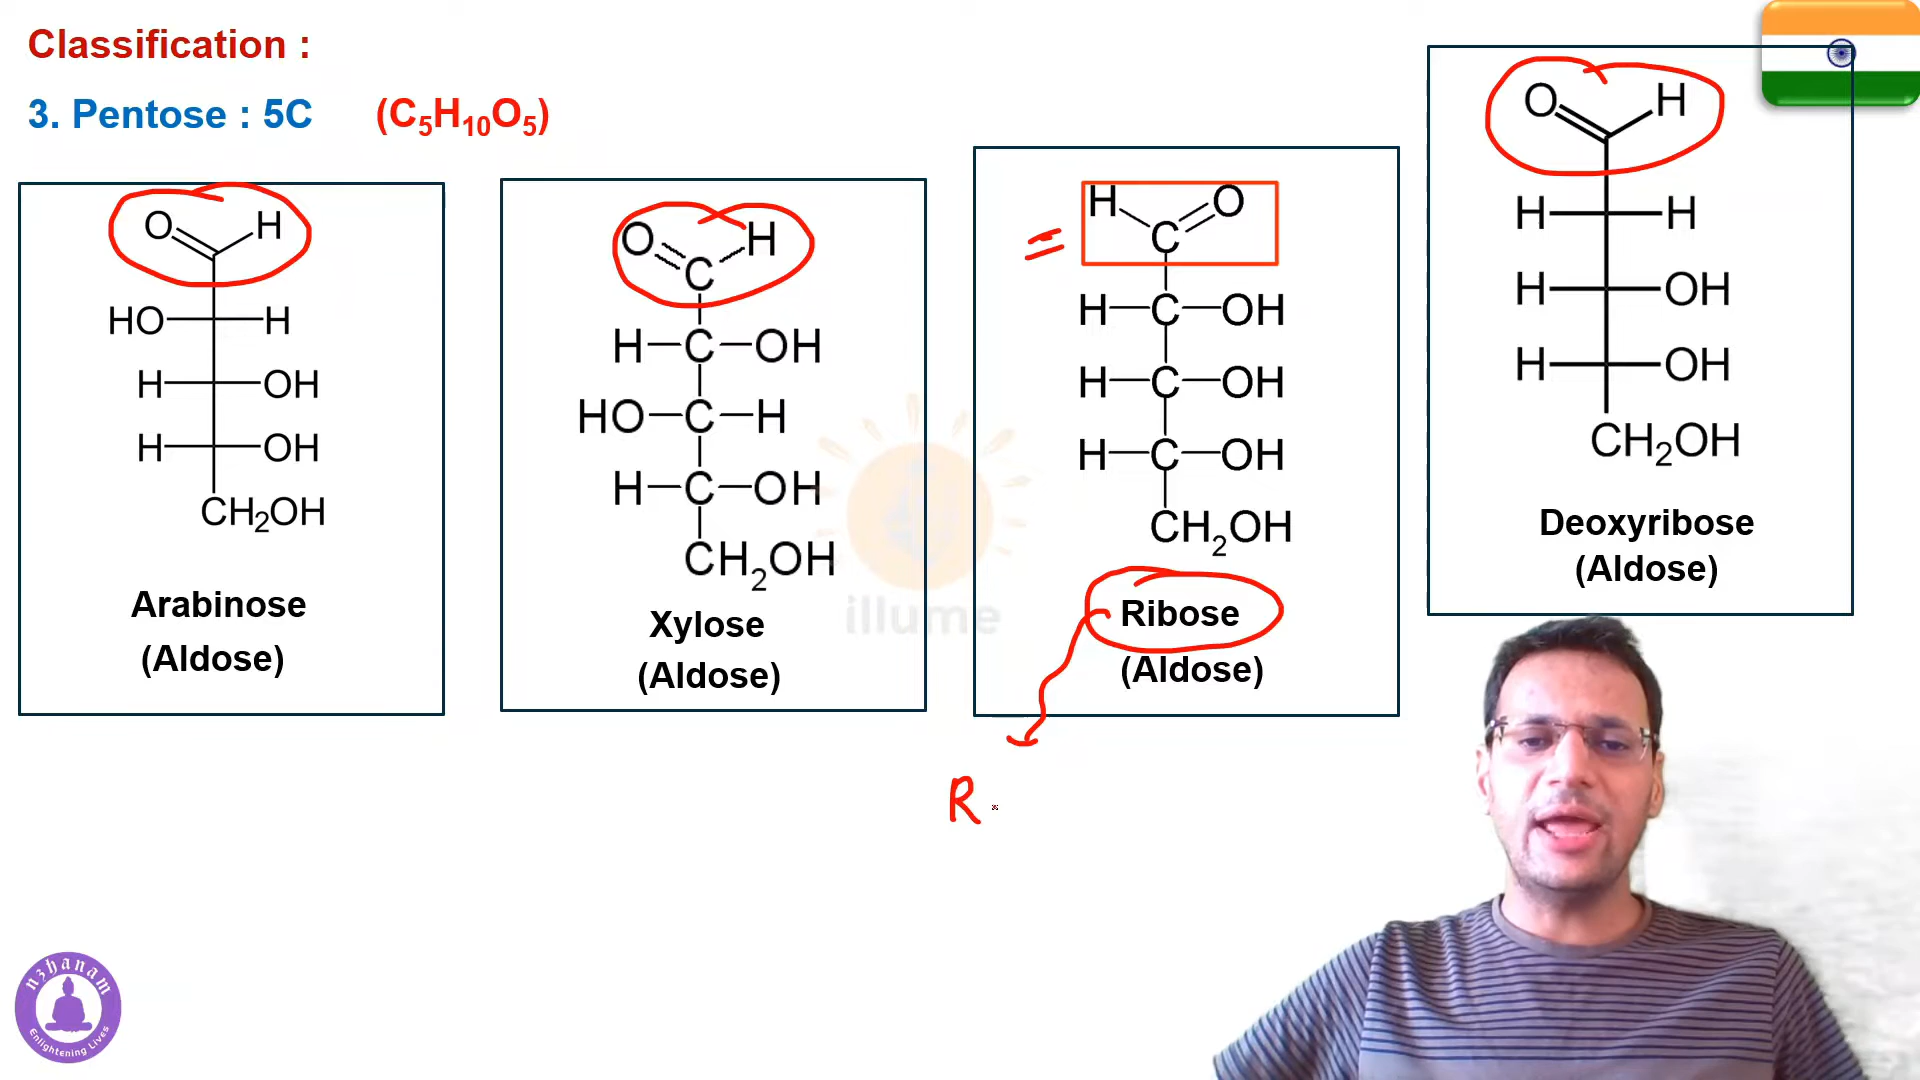 Classification :
3. Pentose : 5C (C5H10O5)
O H
HO H
H OH
H OH
CH2OH
Arabinose
(Aldose)
O H
C
H C OH
HO C H
H C OH
CH2OH
Xylose
(Aldose)
=
H O
C
H C OH
H C OH
H C OH
CH2OH
Ribose
(Aldose)
R
O H
H H
H OH
H OH
CH2OH
Deoxyribose
(Aldose)
illume
nzhanam
Enlightening Lives